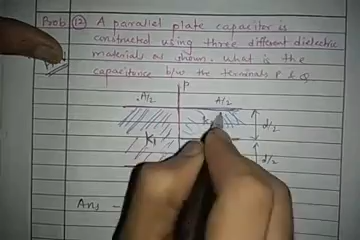 Prob (12) A parallel plate capacitor is
constructed using three different dielectric
materials as shown. what is the
capacitance b/w the terminals P & Q.
P
A/2 A/2
d/2
K1
d/2
Ans -